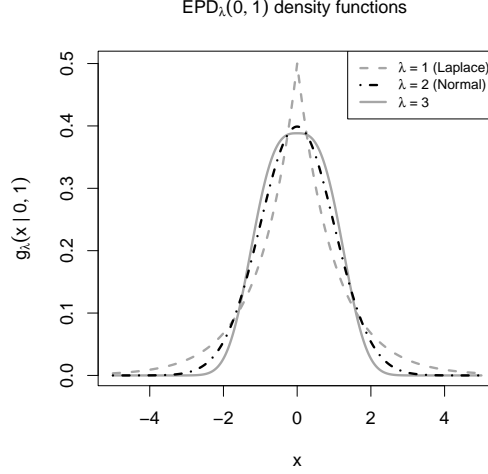 EPDλ(0, 1) density functions
λ = 1 (Laplace)
λ = 2 (Normal)
λ = 3
gλ(x | 0, 1)
0.5
0.4
0.3
0.2
0.1
0.0
−4 −2 0 2 4
x